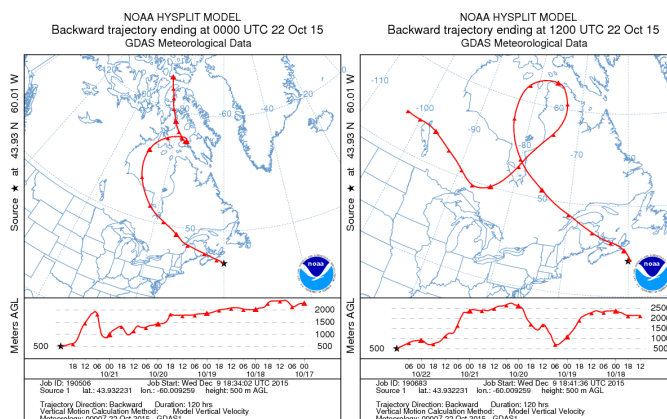 NOAA HYSPLIT MODEL
Backward trajectory ending at 0000 UTC 22 Oct 15
GDAS Meteorological Data
Source ★ at 43.93 N 60.01 W
-120
-80
-60
-40
-20
50
noaa
Meters AGL
500
2000
1500
1000
500
18 12 06 00 18 12 06 00 18 12 06 00 18 12 06 00 18 12 06 00
10/21 10/20 10/19 10/18 10/17
Job ID: 190506 Job Start: Wed Dec 9 18:34:02 UTC 2015
Source 1 lat.: 43.932231 lon.: -60.009259 height: 500 m AGL
Trajectory Direction: Backward Duration: 120 hrs
Vertical Motion Calculation Method: Model Vertical Velocity
Meteorology: 0000Z 22 Oct 2015 - GDAS1
NOAA HYSPLIT MODEL
Backward trajectory ending at 1200 UTC 22 Oct 15
GDAS Meteorological Data
Source ★ at 43.93 N 60.01 W
-110
-100
-90
-80
-70
60
50
noaa
Meters AGL
500
2500
2000
1500
1000
500
06 00 18 12 06 00 18 12 06 00 18 12 06 00 18 12 06 00 18 12
10/22 10/21 10/20 10/19 10/18
Job ID: 190683 Job Start: Wed Dec 9 18:41:36 UTC 2015
Source 1 lat.: 43.932231 lon.: -60.009259 height: 500 m AGL
Trajectory Direction: Backward Duration: 120 hrs
Vertical Motion Calculation Method: Model Vertical Velocity